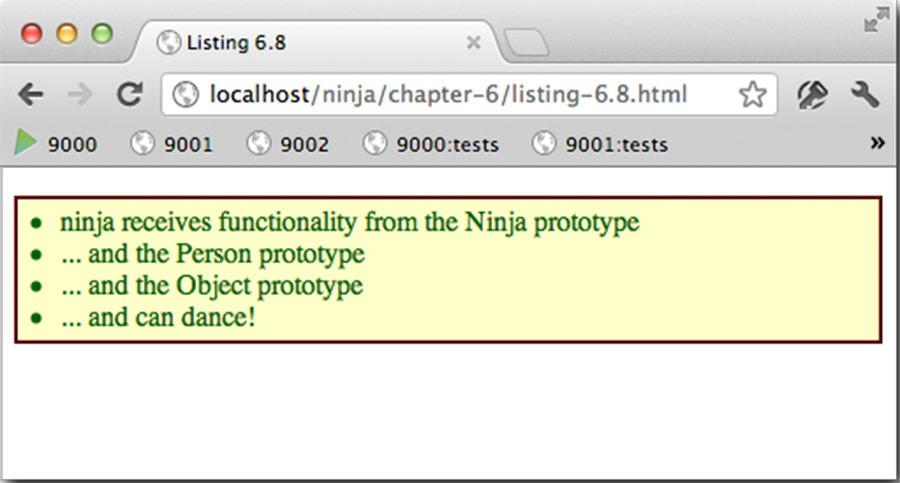 Listing 6.8
localhost/ninja/chapter-6/listing-6.8.html
9000 9001 9002 9000:tests 9001:tests »
• ninja receives functionality from the Ninja prototype
• ... and the Person prototype
• ... and the Object prototype
• ... and can dance!